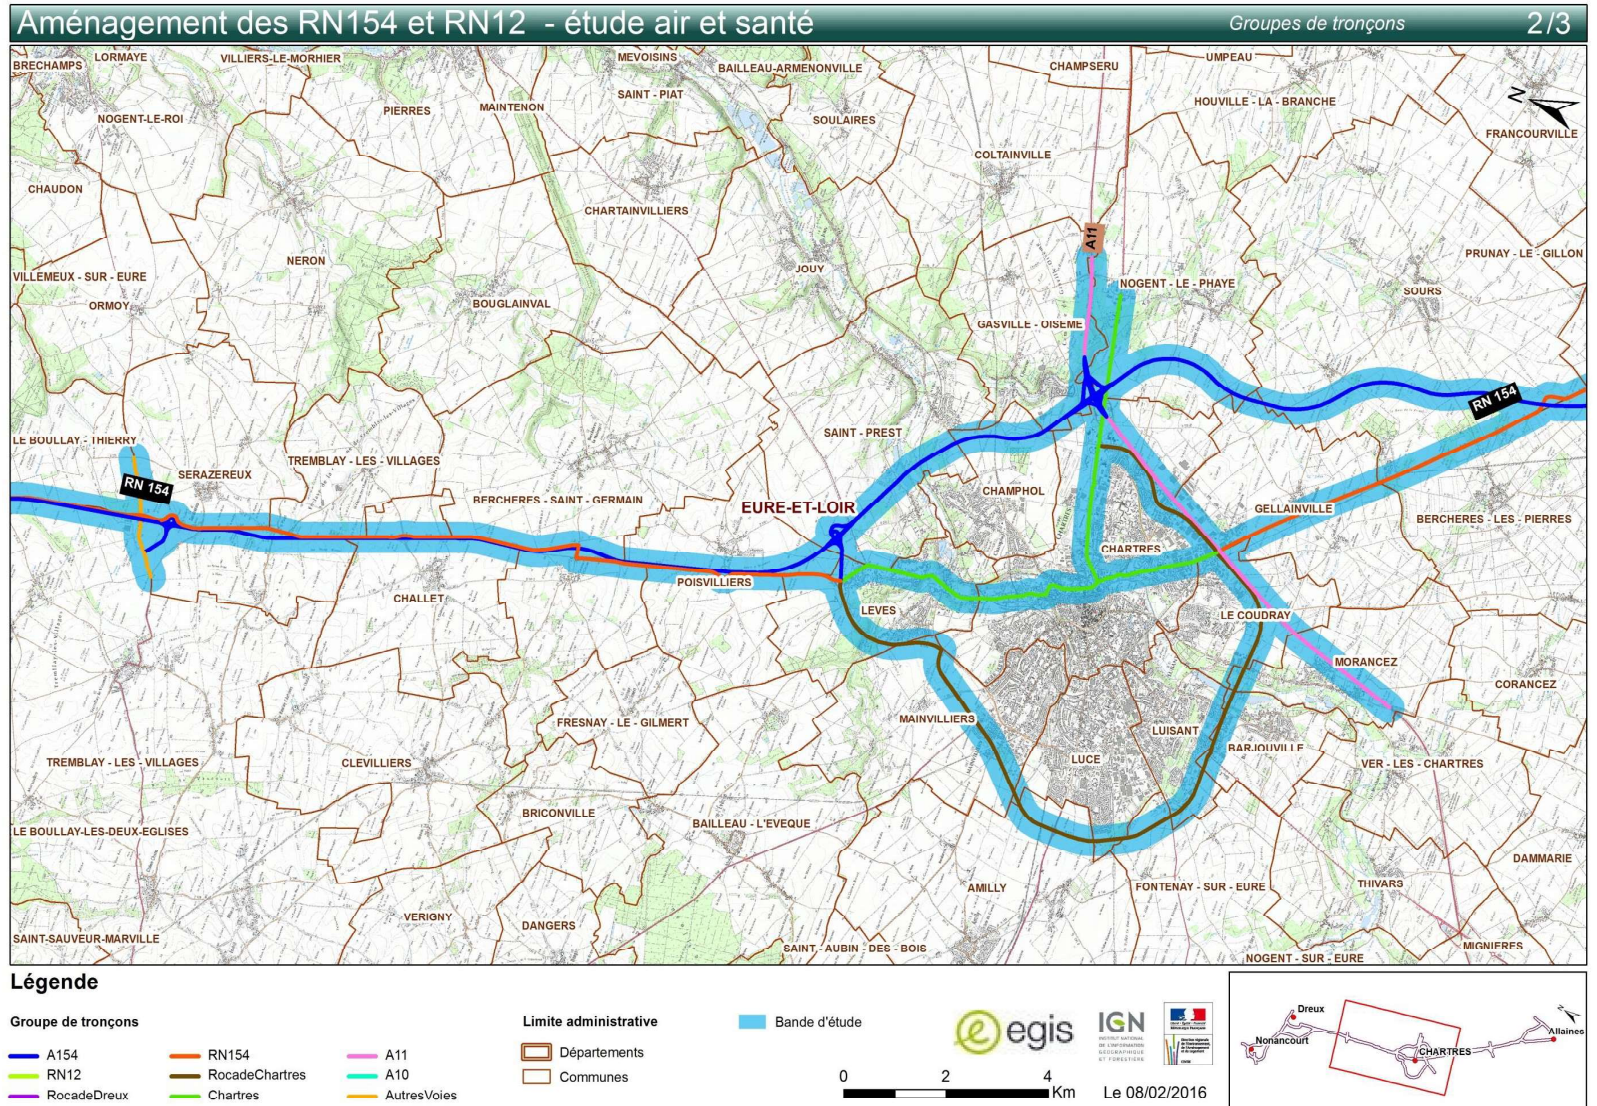 Aménagement des RN154 et RN12 - étude air et santé
Groupes de tronçons
2/3
BRECHAMPS
LORMAYE
VILLIERS-LE-MORHIER
MEVOISINS
BAILLEAU-ARMENONVILLE
CHAMPSERU
UMPEAU
NOGENT-LE-ROI
PIERRES
MAINTENON
SAINT - PIAT
SOULAIRES
HOUVILLE - LA - BRANCHE
N
FRANCOURVILLE
CHAUDON
COLTAINVILLE
CHARTAINVILLIERS
A11
NERON
VILLEMEUX - SUR - EURE
ORMOY
BOUGLAINVAL
JOUY
NOGENT - LE - PHAYE
PRUNAY - LE - GILLON
SOURS
GASVILLE - OISEME
RN 154
LE BOULLAY - THIERRY
SERAZEREUX
TREMBLAY - LES - VILLAGES
SAINT - PREST
RN 154
BERCHERES - SAINT - GERMAIN
EURE-ET-LOIR
CHAMPHOL
GELLAINVILLE
BERCHERES - LES - PIERRES
CHARTRES
POISVILLIERS
CHALLET
LEVES
LE COUDRAY
MORANCEZ
CORANCEZ
FRESNAY - LE - GILMERT
MAINVILLIERS
LUISANT
BARJOUVILLE
TREMBLAY - LES - VILLAGES
CLEVILLIERS
LUCE
VER - LES - CHARTRES
BRICONVILLE
BAILLEAU - L'EVEQUE
LE BOULLAY-LES-DEUX-EGLISES
DAMMARIE
AMILLY
FONTENAY - SUR - EURE
THIVARS
VERIGNY
DANGERS
SAINT-SAUVEUR-MARVILLE
SAINT - AUBIN - DES - BOIS
NOGENT - SUR - EURE
MIGNIERES
Légende
Groupe de tronçons
A154
RN12
RocadeDreux
RN154
RocadeChartres
Chartres
A11
A10
AutresVoies
Limite administrative
Départements
Communes
Bande d'étude
egis
IGN
INSTITUT NATIONAL
DE L'INFORMATION
GÉOGRAPHIQUE
ET FORESTIÈRE
0 2 4
Km
Le 08/02/2016
Dreux
Nonancourt
CHARTRES
Allaines
N